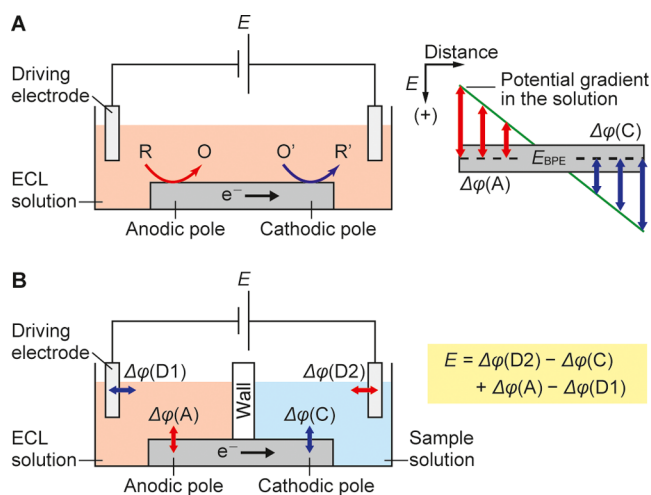 A
E
Driving
electrode
R O O' R'
e⁻
ECL
solution
Anodic pole Cathodic pole
Distance
E
(+)
Potential gradient
in the solution
Δφ(C)
E_BPE
Δφ(A)
B
E
Driving
electrode
Δφ(D1) Δφ(D2)
Δφ(A) Wall Δφ(C)
e⁻
ECL
solution
Sample
solution
Anodic pole Cathodic pole
E = Δφ(D2) − Δφ(C)
+ Δφ(A) − Δφ(D1)